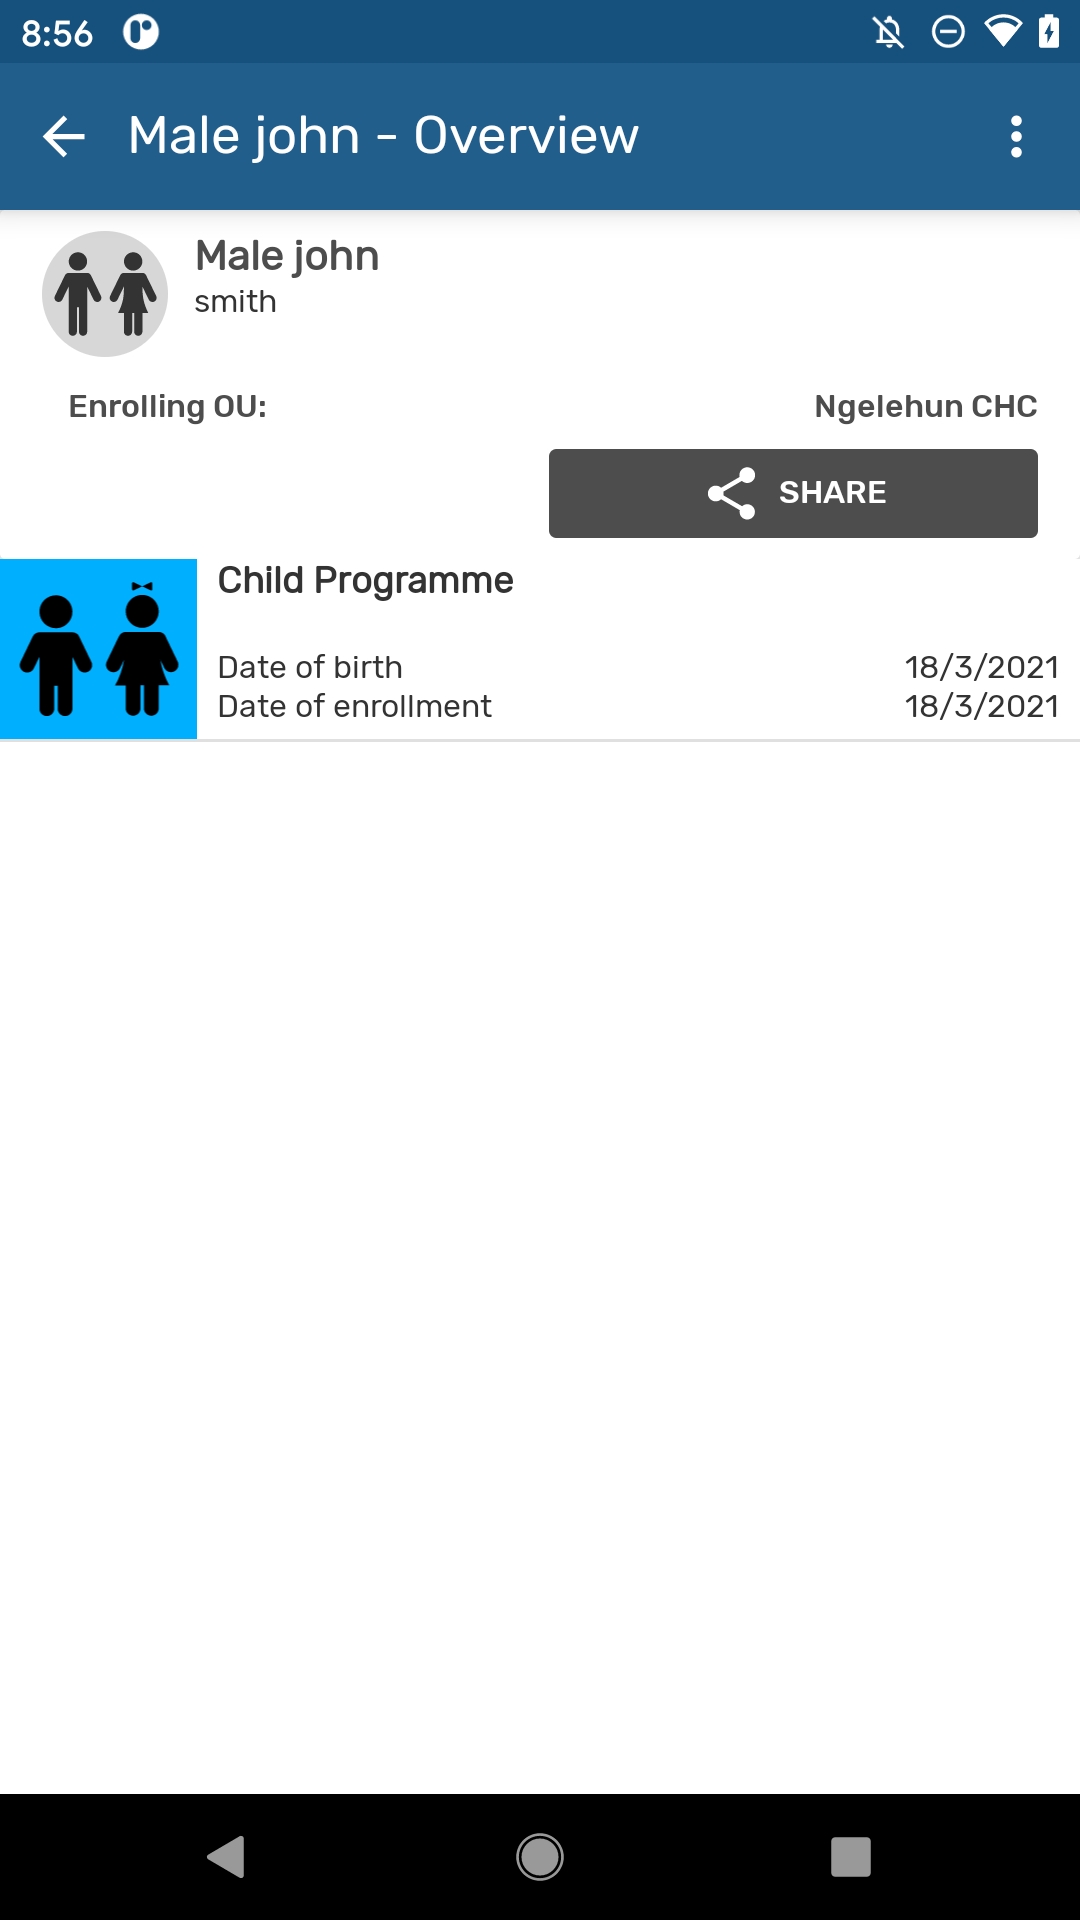 8:56
Male john - Overview
Male john
smith
Enrolling OU: Ngelehun CHC
SHARE
Child Programme
Date of birth 18/3/2021
Date of enrollment 18/3/2021